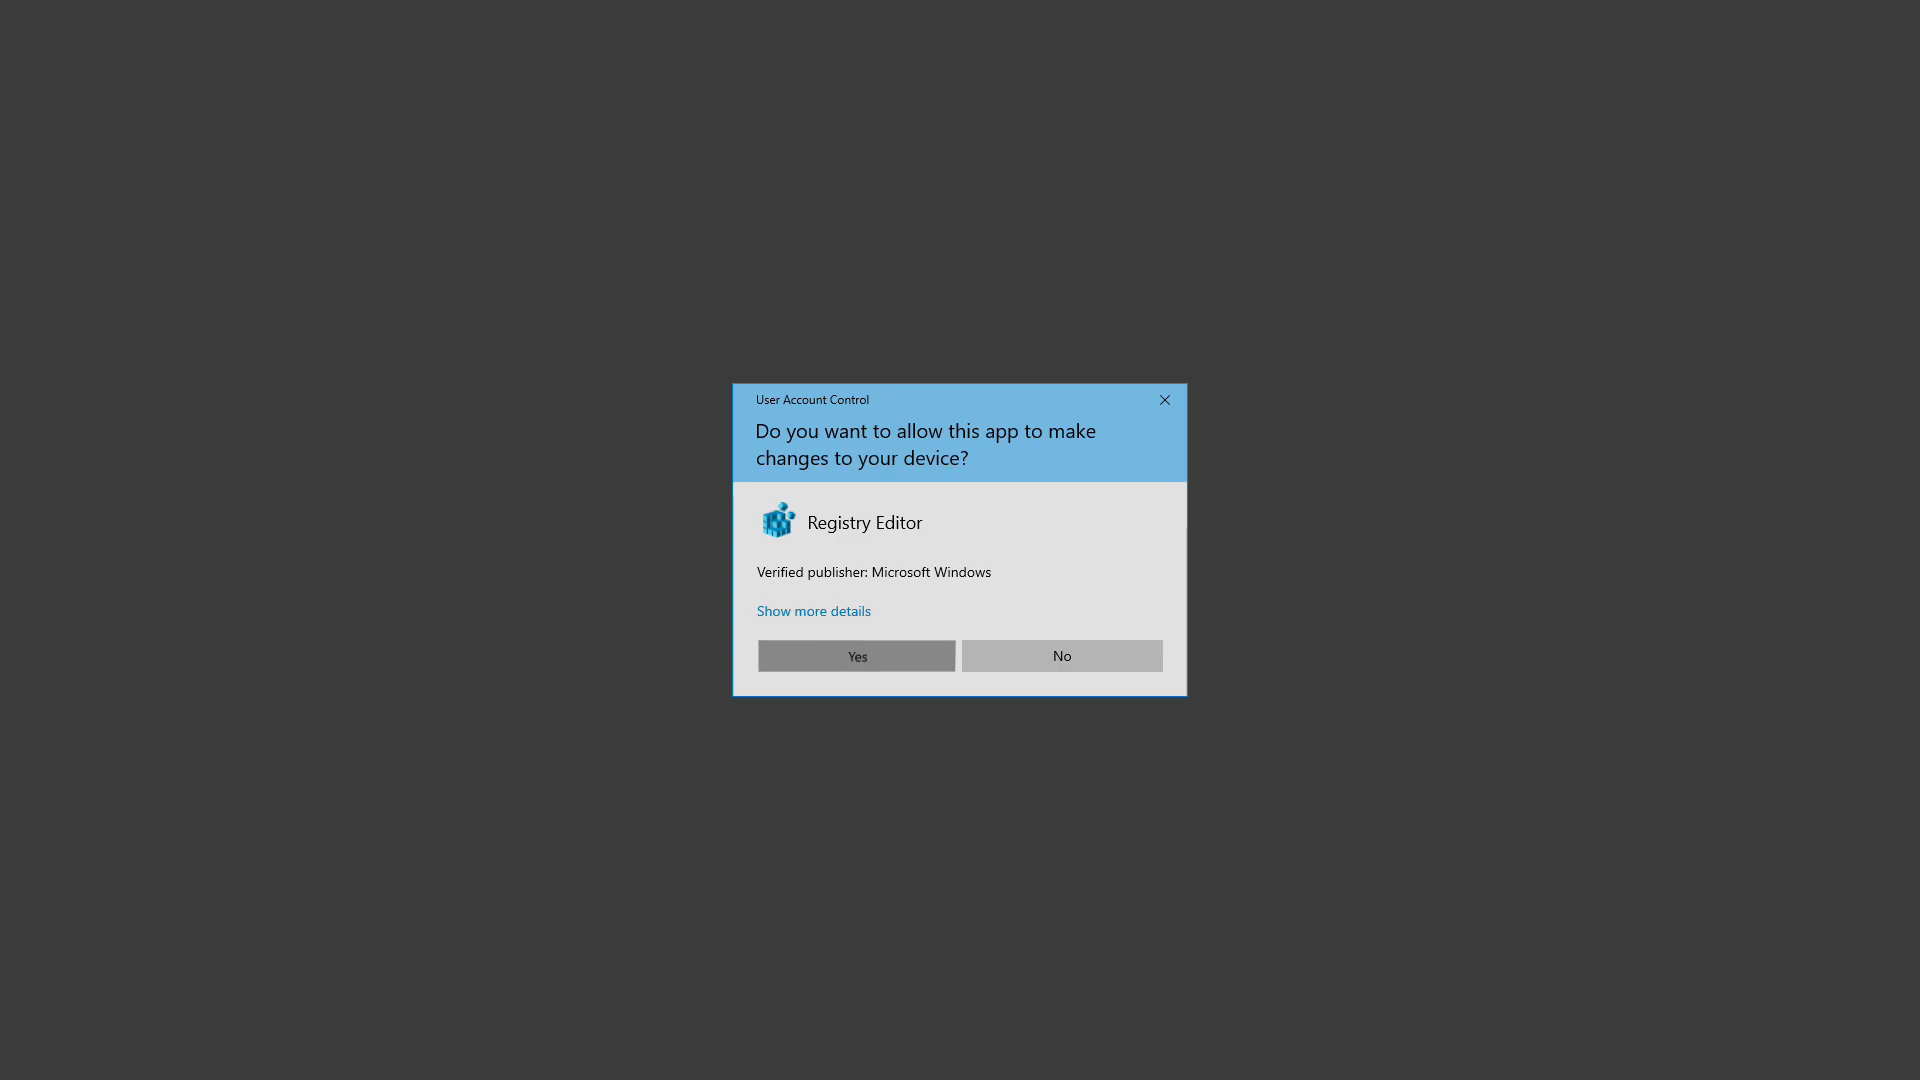 User Account Control
Do you want to allow this app to make
changes to your device?
Registry Editor
Verified publisher: Microsoft Windows
Show more details
Yes
No